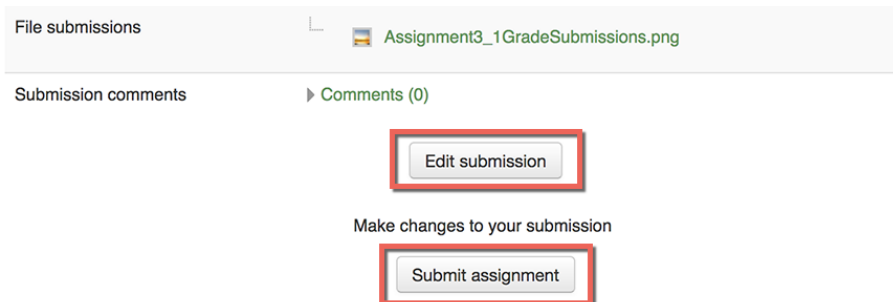 File submissions
Assignment3_1GradeSubmissions.png
Submission comments
Comments (0)
Edit submission
Make changes to your submission
Submit assignment